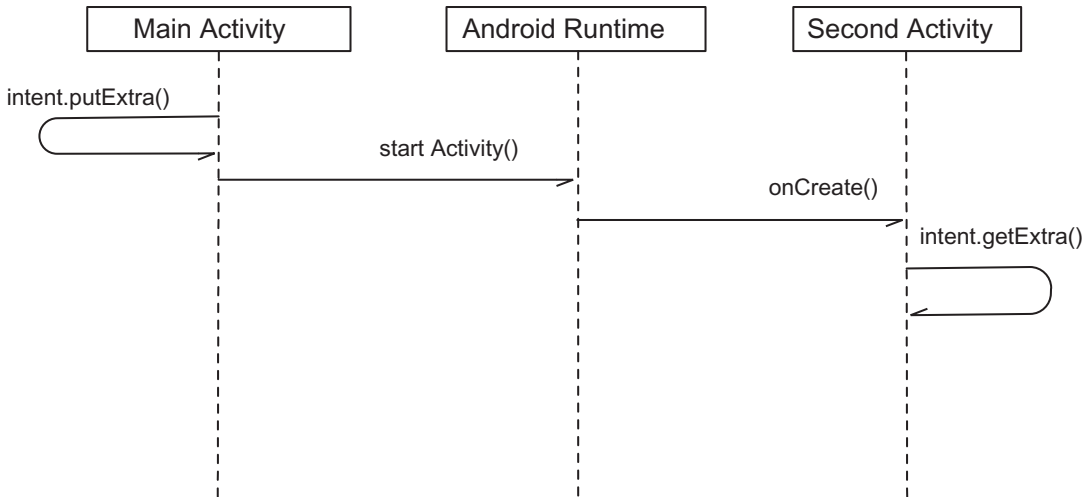 Main Activity
Android Runtime
Second Activity
intent.putExtra()
start Activity()
onCreate()
intent.getExtra()